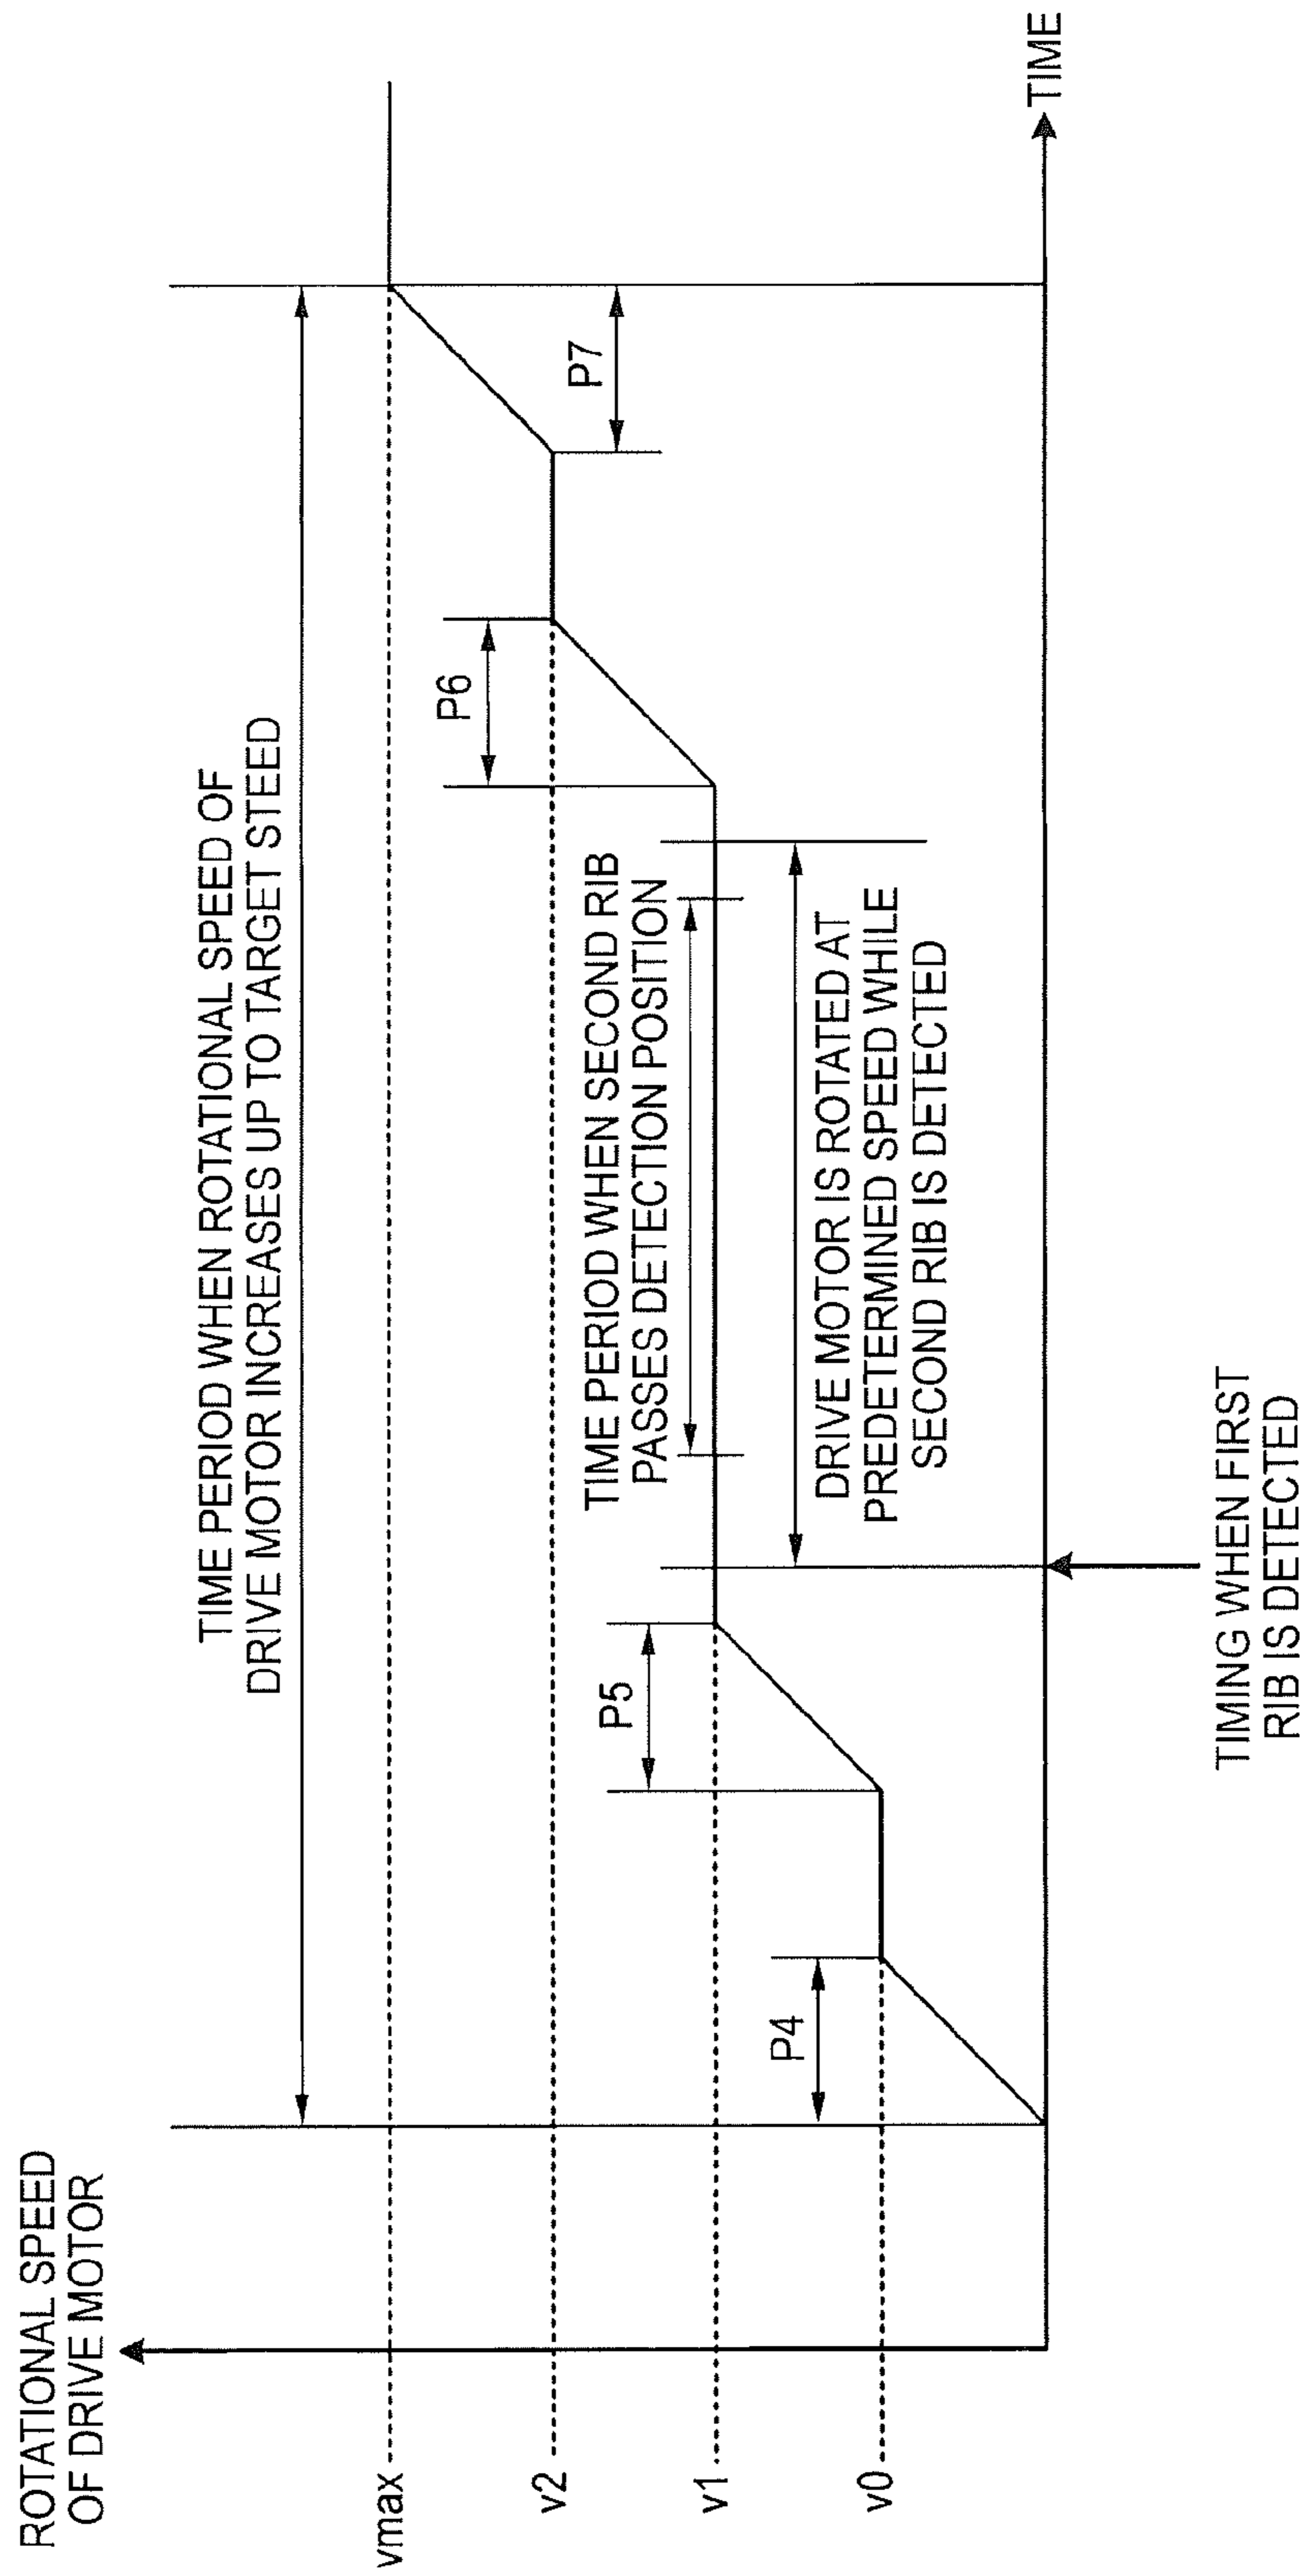 ROTATIONAL SPEED
OF DRIVE MOTOR
TIME PERIOD WHEN ROTATIONAL SPEED OF
DRIVE MOTOR INCREASES UP TO TARGET STEED
vmax
v2
v1
v0
P4
P5
P6
P7
TIME PERIOD WHEN SECOND RIB
PASSES DETECTION POSITION
DRIVE MOTOR IS ROTATED AT
PREDETERMINED SPEED WHILE
SECOND RIB IS DETECTED
TIME
TIMING WHEN FIRST
RIB IS DETECTED